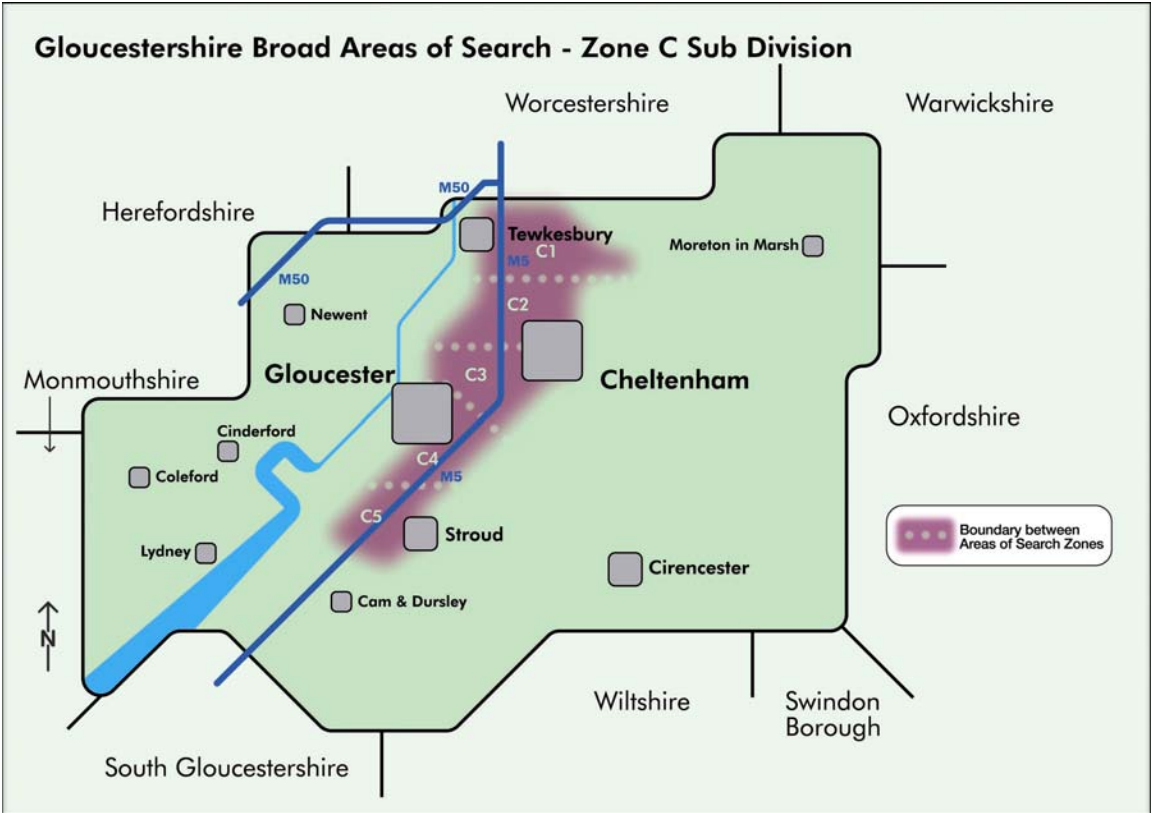 Gloucestershire Broad Areas of Search - Zone C Sub Division
Worcestershire
Warwickshire
Herefordshire
M50
Tewkesbury
Moreton in Marsh
C1
M5
M50
C2
Newent
Gloucester
C3
Cheltenham
Monmouthshire
Oxfordshire
Cinderford
C4
Coleford
M5
C5
Stroud
Boundary between
Areas of Search Zones
Lydney
Cirencester
Cam & Dursley
N
Wiltshire
Swindon
Borough
South Gloucestershire